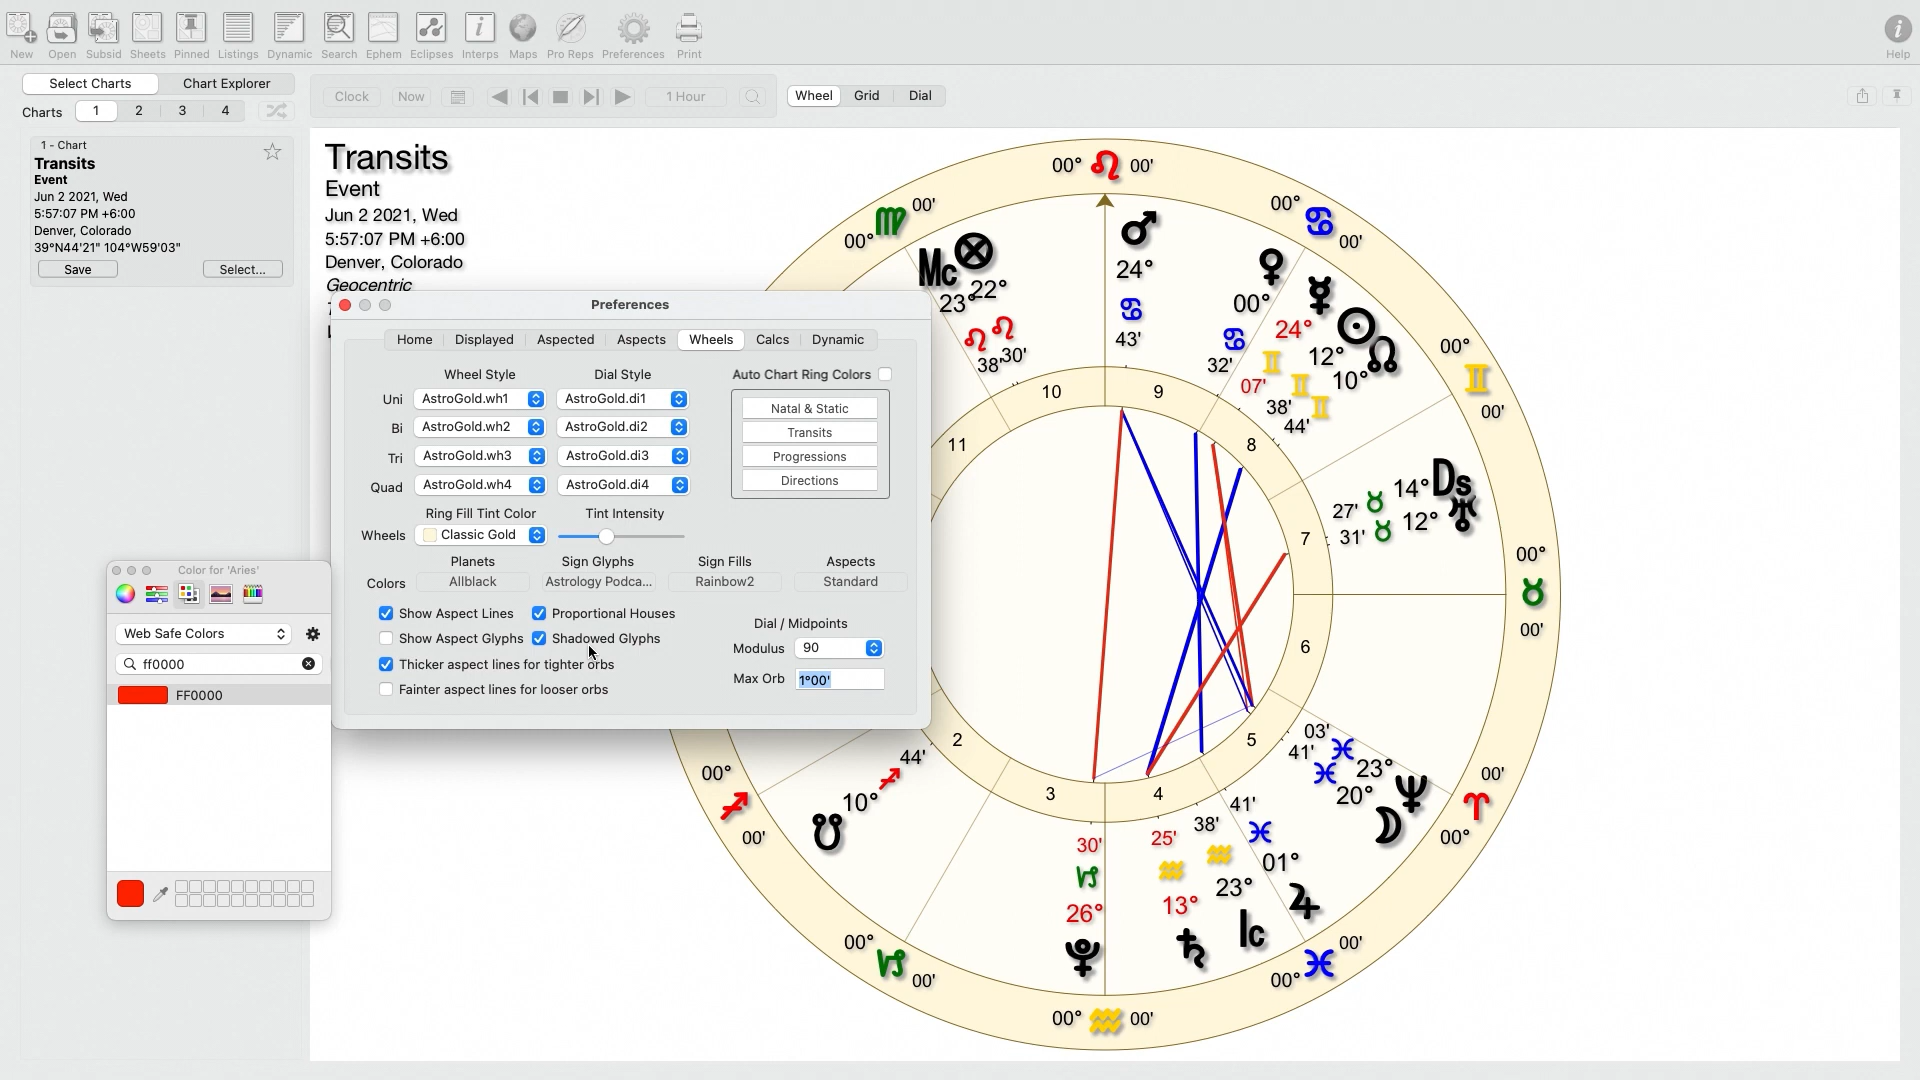 New Open Subsid Sheets Pinned Listings Dynamic Search Ephem Eclipses Interps Maps Pro Reps Preferences Print Help
Select Charts Chart Explorer
Clock Now 1 Hour Wheel Grid Dial
Charts 1 2 3 4
1 - Chart
Transits
Event
Jun 2 2021, Wed
5:57:07 PM +6:00
Denver, Colorado
39°N44'21" 104°W59'03"
Save Select...
Transits
Event
Jun 2 2021, Wed
5:57:07 PM +6:00
Denver, Colorado
Geocentric
Preferences
Home Displayed Aspected Aspects Wheels Calcs Dynamic
Wheel Style Dial Style Auto Chart Ring Colors
Uni AstroGold.wh1 AstroGold.di1
Bi AstroGold.wh2 AstroGold.di2
Tri AstroGold.wh3 AstroGold.di3
Quad AstroGold.wh4 AstroGold.di4
Natal & Static
Transits
Progressions
Directions
Ring Fill Tint Color Tint Intensity
Wheels Classic Gold
Planets Sign Glyphs Sign Fills Aspects
Colors Allblack Astrology Podca... Rainbow2 Standard
Show Aspect Lines Proportional Houses
Show Aspect Glyphs Shadowed Glyphs
Thicker aspect lines for tighter orbs
Fainter aspect lines for looser orbs
Dial / Midpoints
Modulus 90
Max Orb 1°00'
Color for 'Aries'
Web Safe Colors
ff0000
FF0000
00° ♌ 00'
00° ♋ 00'
00° ♊ 00'
00° ♉ 00'
00' ♈ 00°
00° ♓ 00'
00° ♒ 00'
00° ♑ 00'
00° ♐ 00'
00° ♍ 00'
Mc 23° ♌ 38'
⊗ 22° ♌ 30'
♂ 24° ♋ 43'
♀ 00° ♋ 32'
☿ 24° ♊ 07'
☉ 12° ♊ 38'
☊ 10° ♊ 44'
Ds 14° ♉ 27'
♅ 12° ♉ 31'
♆ 23° ♓ 03'
☽ 20° ♓ 41'
♃ 01° ♓ 41'
Ic 23° ♒ 38'
♄ 13° ♒ 25'
♇ 26° ♑ 30'
☋ 10° ♐ 44'
11
10
9
8
7
6
5
4
3
2